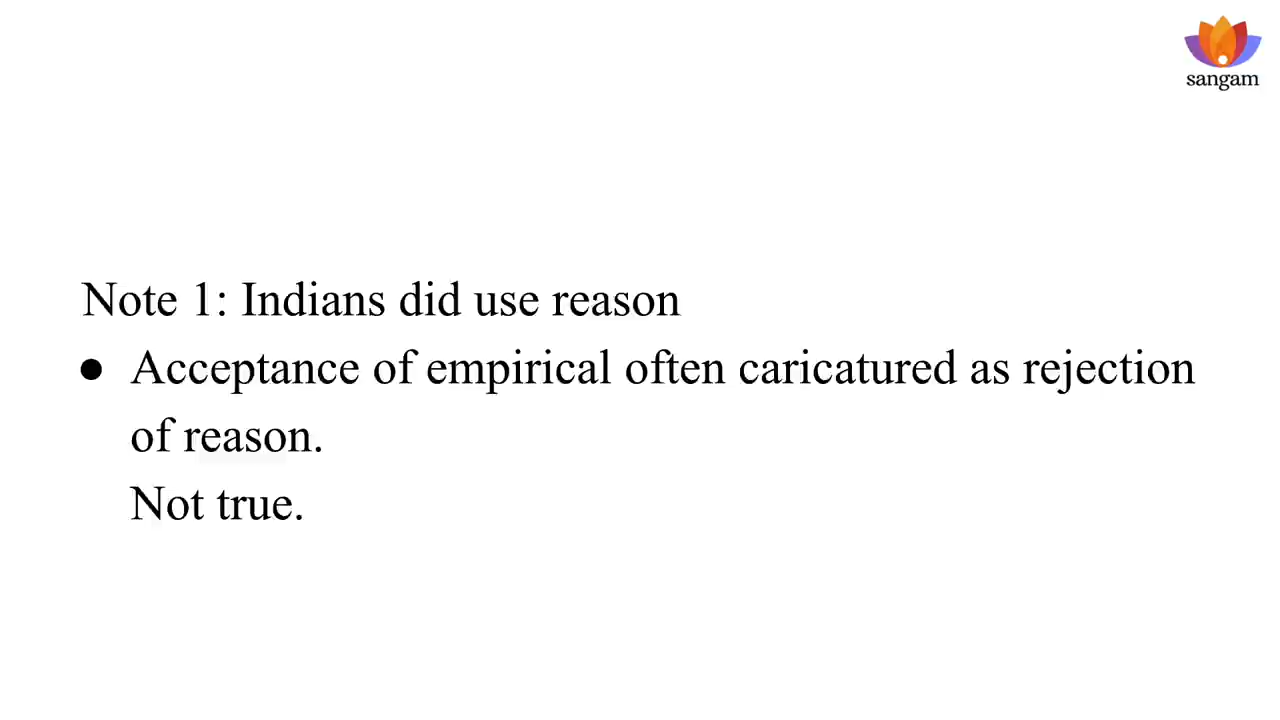 sangam
Note 1: Indians did use reason
● Acceptance of empirical often caricatured as rejection
of reason.
Not true.